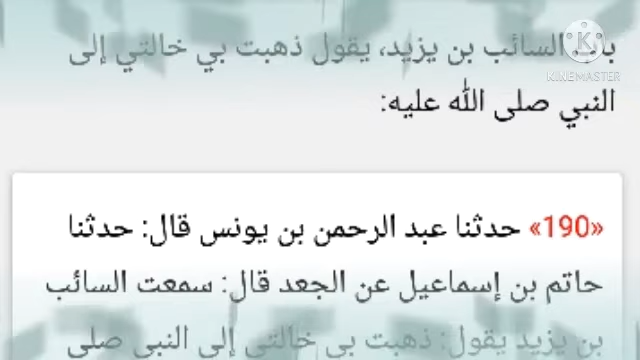 باب السائب بن يزيد، يقول ذهبت بي خالتي إلى
النبي صلى الله عليه:
KINEMASTER
«190» حدثنا عبد الرحمن بن يونس قال: حدثنا
حاتم بن إسماعيل عن الجعد قال: سمعت السائب
بن يزيد يقول: ذهبت بي خالتي إلى النبي صلى